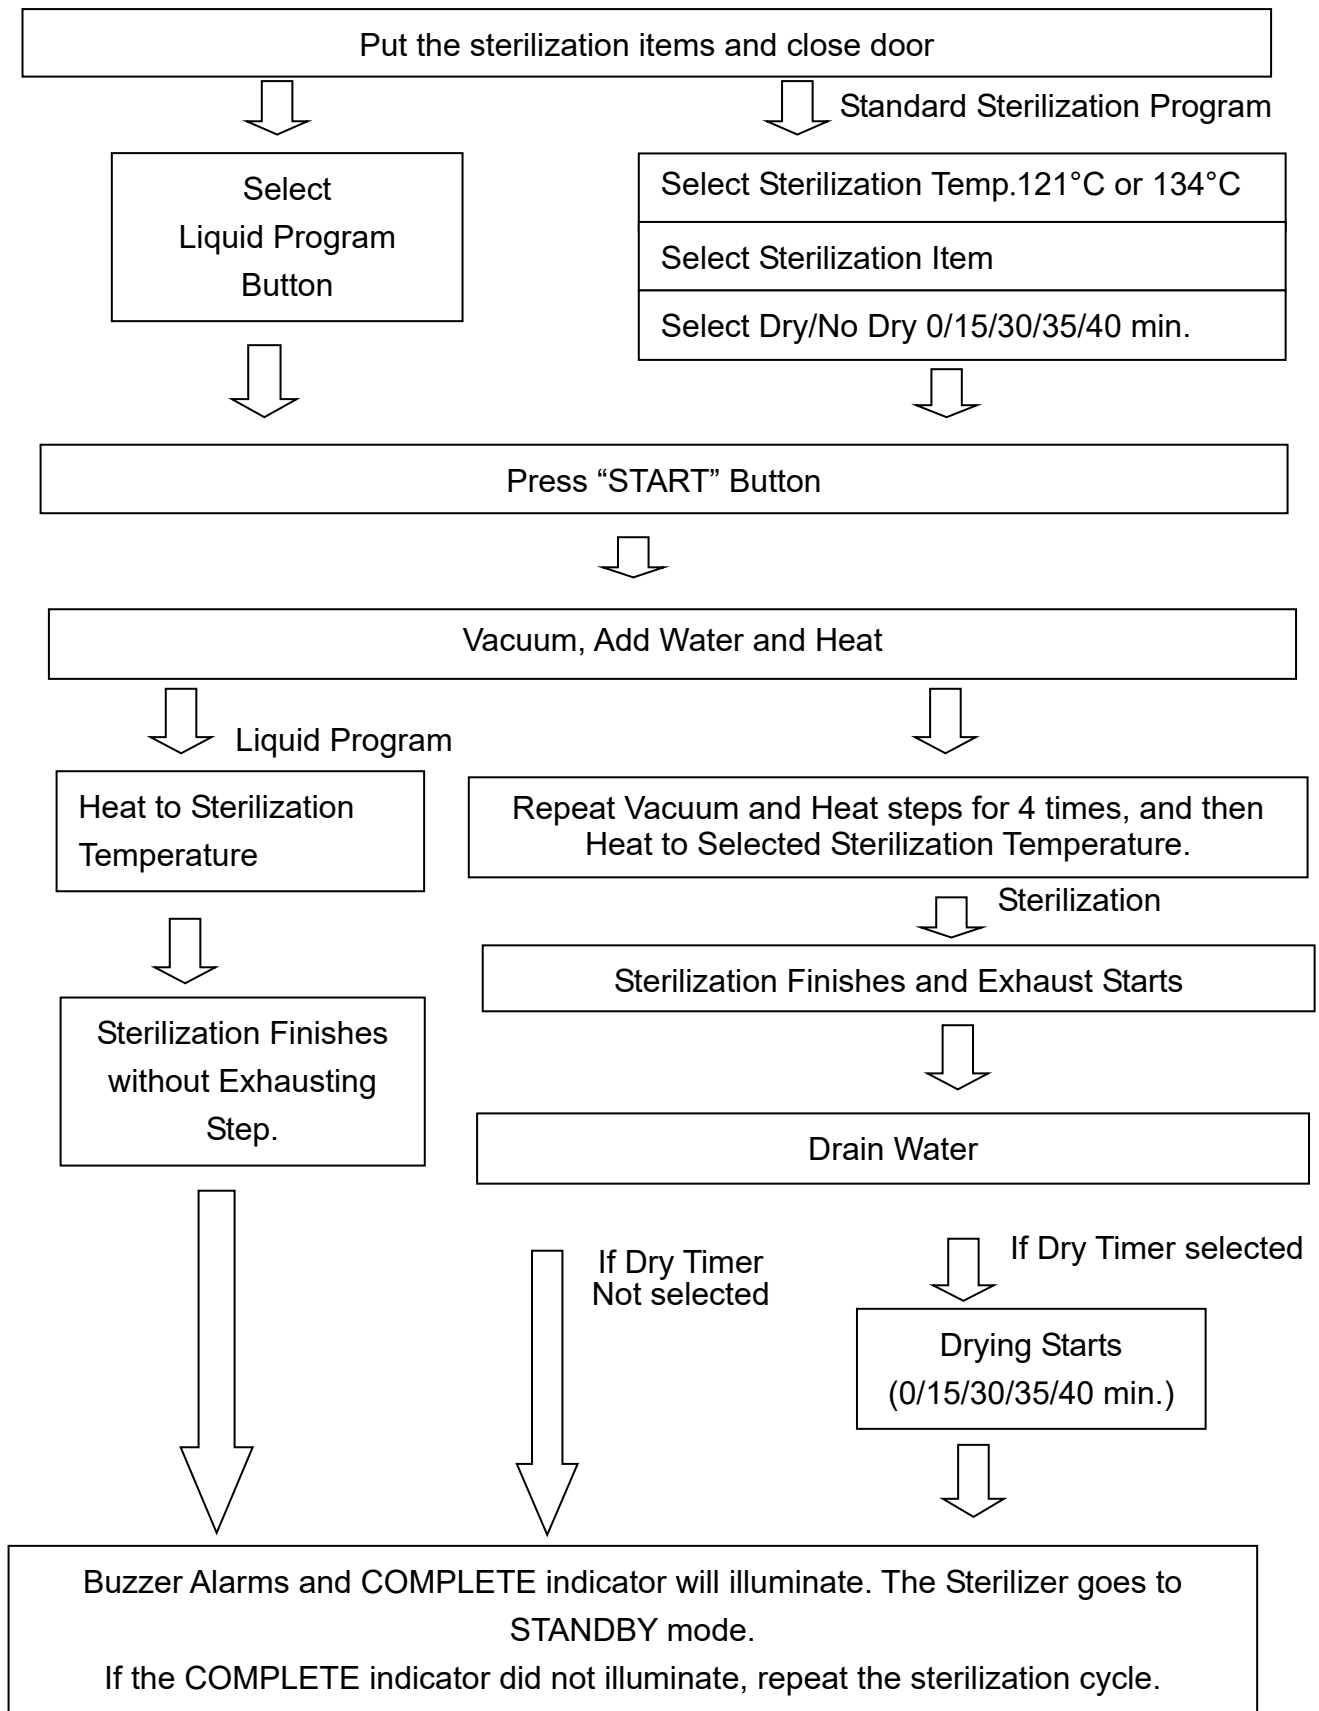 Put the sterilization items and close door
Standard Sterilization Program
Select
Liquid Program
Button
Select Sterilization Temp.121°C or 134°C
Select Sterilization Item
Select Dry/No Dry 0/15/30/35/40 min.
Press “START” Button
Vacuum, Add Water and Heat
Liquid Program
Heat to Sterilization
Temperature
Repeat Vacuum and Heat steps for 4 times, and then
Heat to Selected Sterilization Temperature.
Sterilization
Sterilization Finishes and Exhaust Starts
Sterilization Finishes
without Exhausting
Step.
Drain Water
If Dry Timer
Not selected
If Dry Timer selected
Drying Starts
(0/15/30/35/40 min.)
Buzzer Alarms and COMPLETE indicator will illuminate. The Sterilizer goes to
STANDBY mode.
If the COMPLETE indicator did not illuminate, repeat the sterilization cycle.